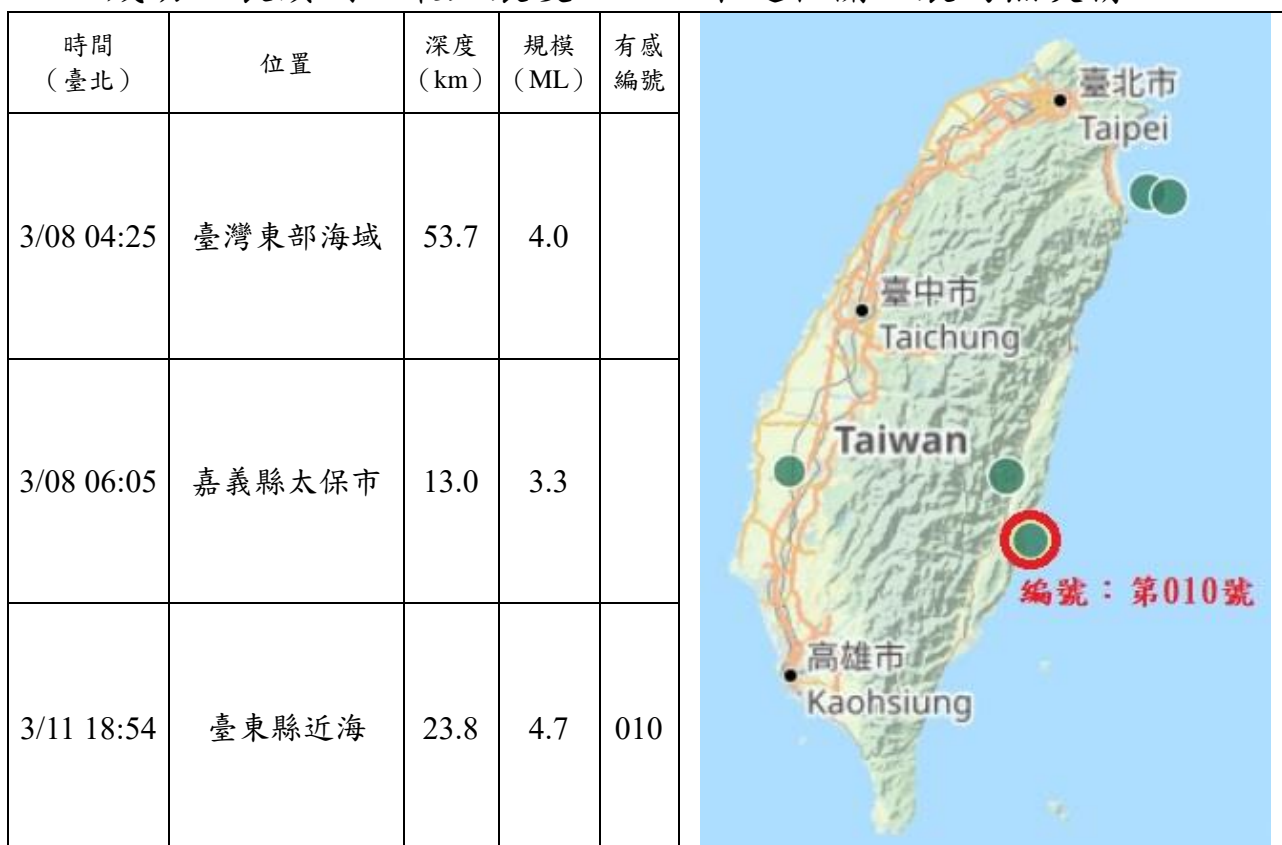 時間 位置 深度 規模 有感
（臺北） （km） （ML） 編號
3/08 04:25 臺灣東部海域 53.7 4.0
3/08 06:05 嘉義縣太保市 13.0 3.3
3/11 18:54 臺東縣近海 23.8 4.7 010
臺北市
Taipei
臺中市
Taichung
Taiwan
編號：第010號
高雄市
Kaohsiung